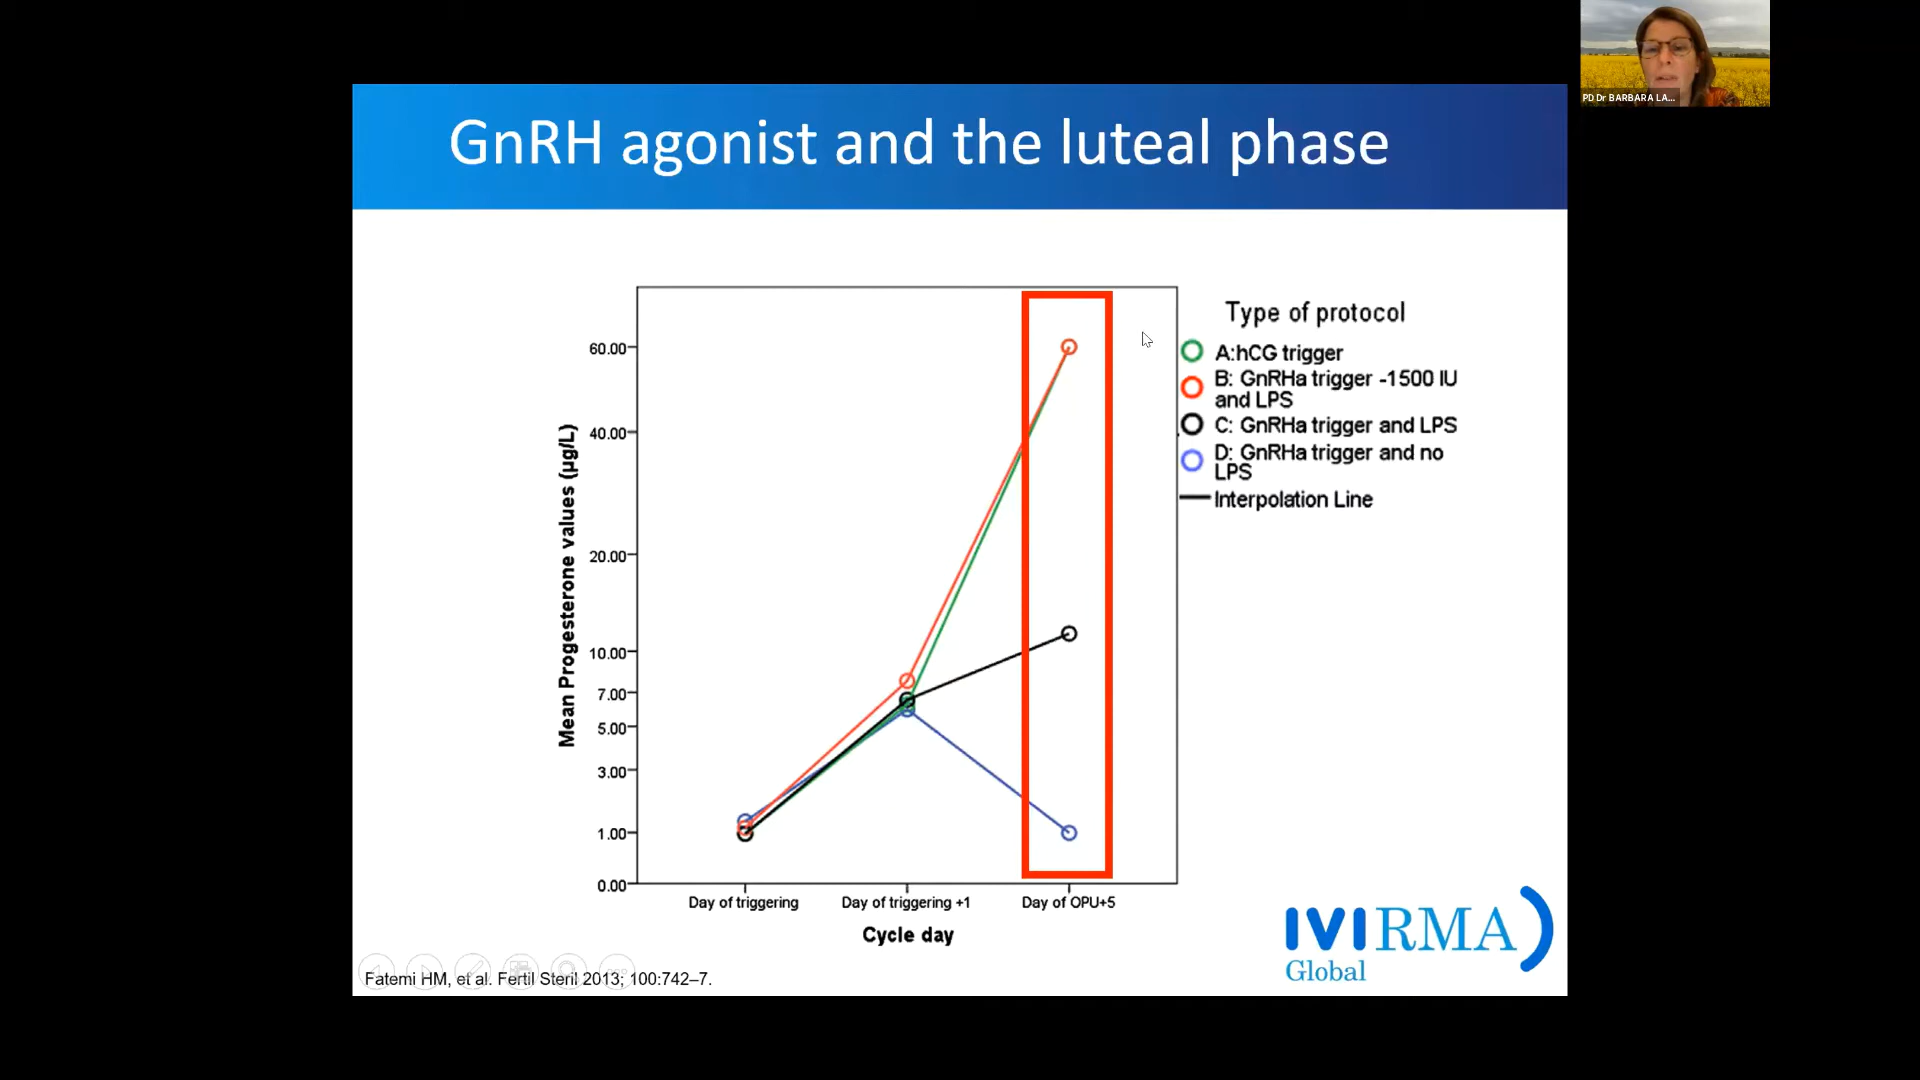 PD Dr BARBARA LA...
GnRH agonist and the luteal phase
Type of protocol
A:hCG trigger
B: GnRHa trigger -1500 IU
and LPS
C: GnRHa trigger and LPS
D: GnRHa trigger and no
LPS
Interpolation Line
Mean Progesterone values (µg/L)
60.00
40.00
20.00
10.00
7.00
5.00
3.00
1.00
0.00
Day of triggering
Day of triggering +1
Day of OPU+5
Cycle day
IVIRMA
Global
Fatemi HM, et al. Fertil Steril 2013; 100:742–7.